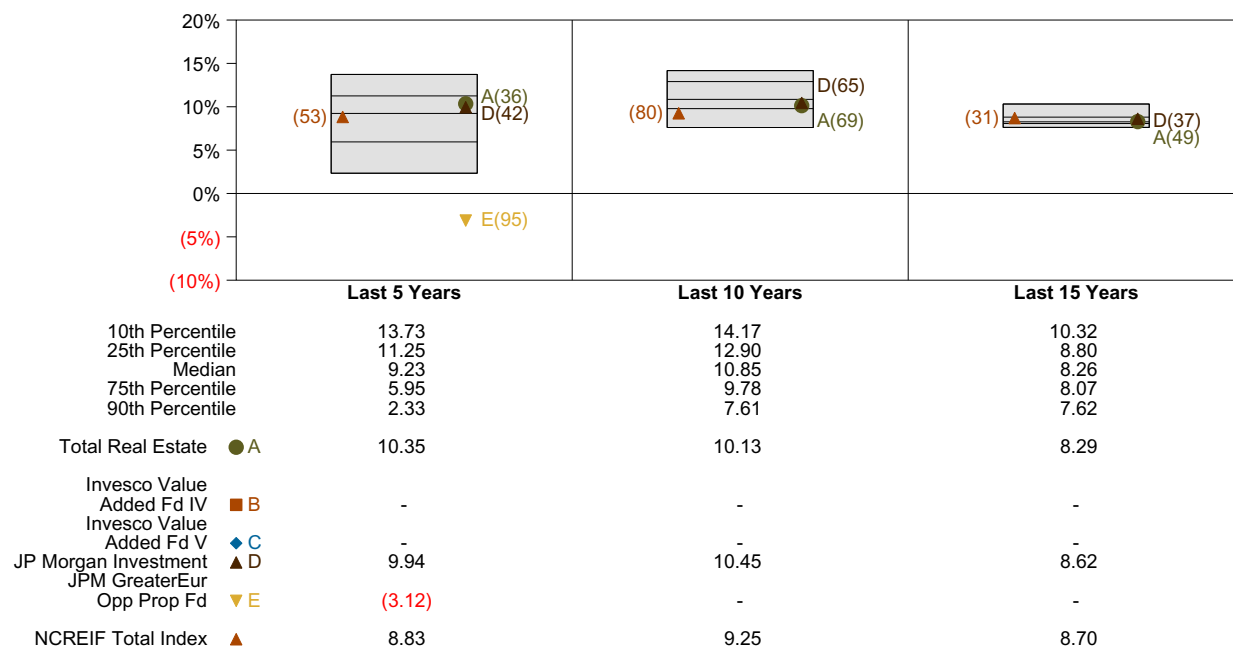 20%
15%
10%
5%
0%
(5%)
(10%)
(53)
A(36)
D(42)
E(95)
(80)
D(65)
A(69)
(31)
D(37)
A(49)
Last 5 Years Last 10 Years Last 15 Years
10th Percentile 13.73 14.17 10.32
25th Percentile 11.25 12.90 8.80
Median 9.23 10.85 8.26
75th Percentile 5.95 9.78 8.07
90th Percentile 2.33 7.61 7.62
Total Real Estate A 10.35 10.13 8.29
Invesco Value
Added Fd IV B - - -
Invesco Value
Added Fd V C - - -
JP Morgan Investment D 9.94 10.45 8.62
JPM GreaterEur
Opp Prop Fd E (3.12) - -
NCREIF Total Index 8.83 9.25 8.70